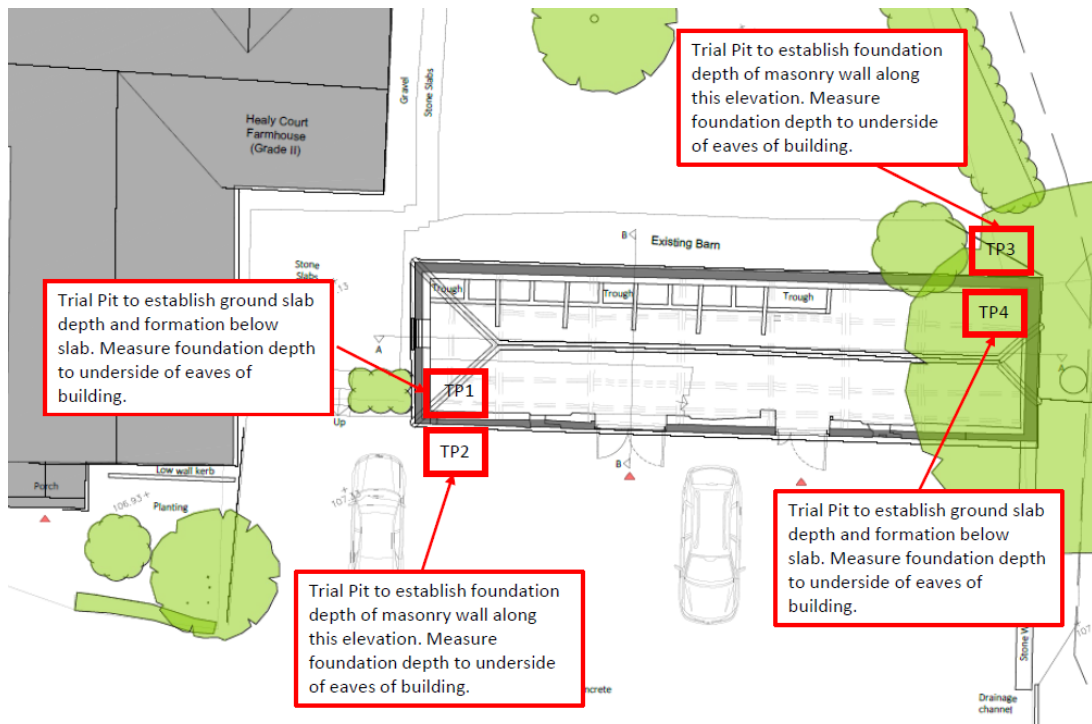 Trial Pit to establish foundation
depth of masonry wall along
this elevation. Measure
foundation depth to underside
of eaves of building.
Gravel
Stone Slabs
Healy Court
Farmhouse
(Grade II)
TP3
B
Existing Barn
Stone
Slabs
Trough
Trough
Trough
TP4
Trial Pit to establish ground slab
depth and formation below
slab. Measure foundation depth
to underside of eaves of
building.
A
A
TP1
Up
TP2
B
Low wall kerb
Porch
106.93
Planting
Trial Pit to establish ground slab
depth and formation below
slab. Measure foundation depth
to underside of eaves of
building.
Trial Pit to establish foundation
depth of masonry wall along
this elevation. Measure
foundation depth to underside
of eaves of building.
Stone W
Drainage
channel